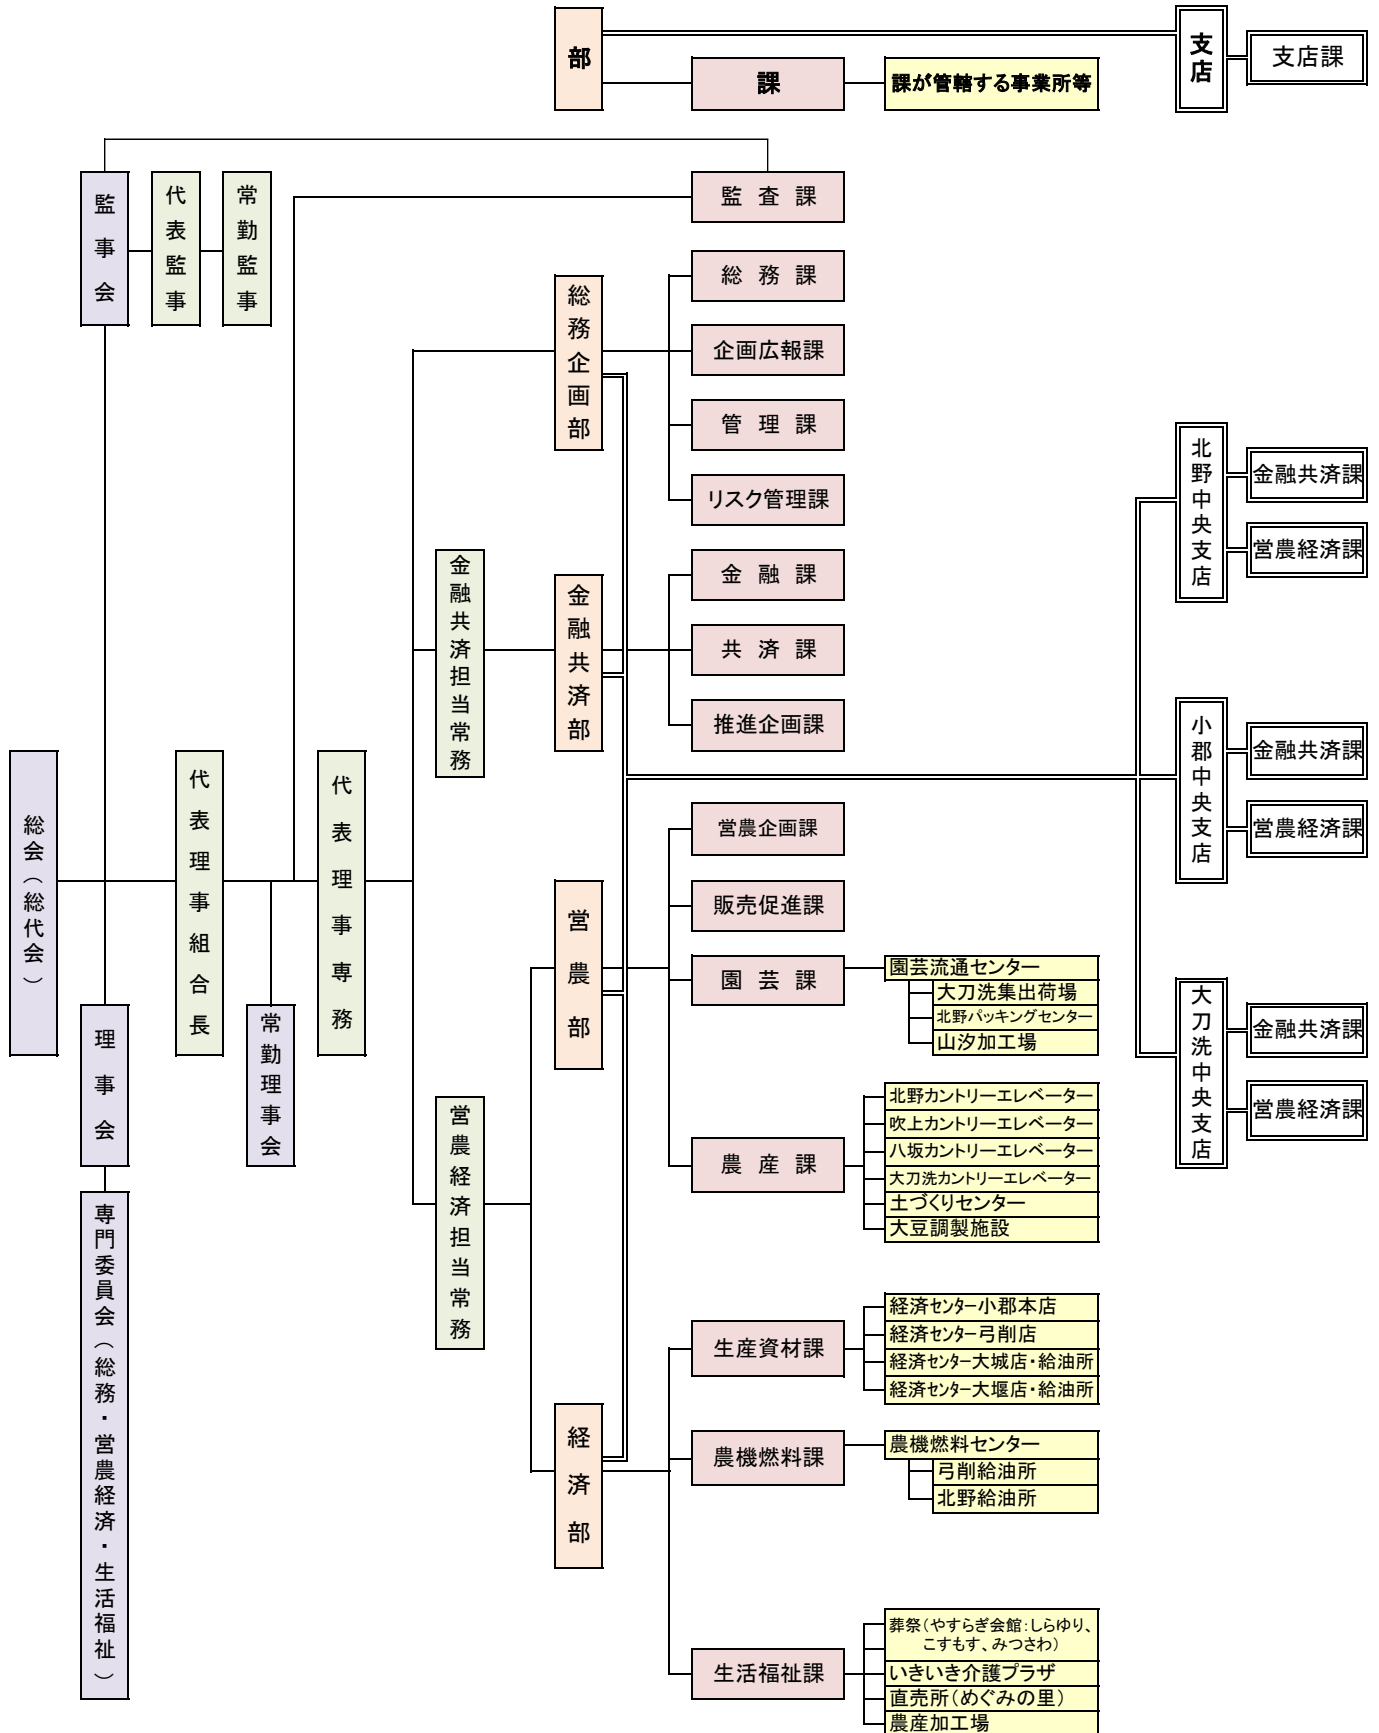 部
課
課が管轄する事業所等
支店
支店課
監事会
代表監事
常勤監事
監査課
総務企画部
総務課
企画広報課
管理課
リスク管理課
金融共済担当常務
金融共済部
金融課
共済課
推進企画課
北野中央支店
金融共済課
営農経済課
小郡中央支店
金融共済課
営農経済課
大刀洗中央支店
金融共済課
営農経済課
総会（総代会）
代表理事組合長
代表理事専務
理事会
常勤理事会
専門委員会（総務・営農経済・生活福祉）
営農経済担当常務
営農部
営農企画課
販売促進課
園芸課
園芸流通センター
大刀洗集出荷場
北野パッキングセンター
山汐加工場
農産課
北野カントリーエレベーター
吹上カントリーエレベーター
八坂カントリーエレベーター
大刀洗カントリーエレベーター
土づくりセンター
大豆調製施設
経済部
生産資材課
経済センター小郡本店
経済センター弓削店
経済センター大城店・給油所
経済センター大堰店・給油所
農機燃料課
農機燃料センター
弓削給油所
北野給油所
生活福祉課
葬祭（やすらぎ会館：しらゆり、
こすもす、みつさわ）
いきいき介護プラザ
直売所（めぐみの里）
農産加工場